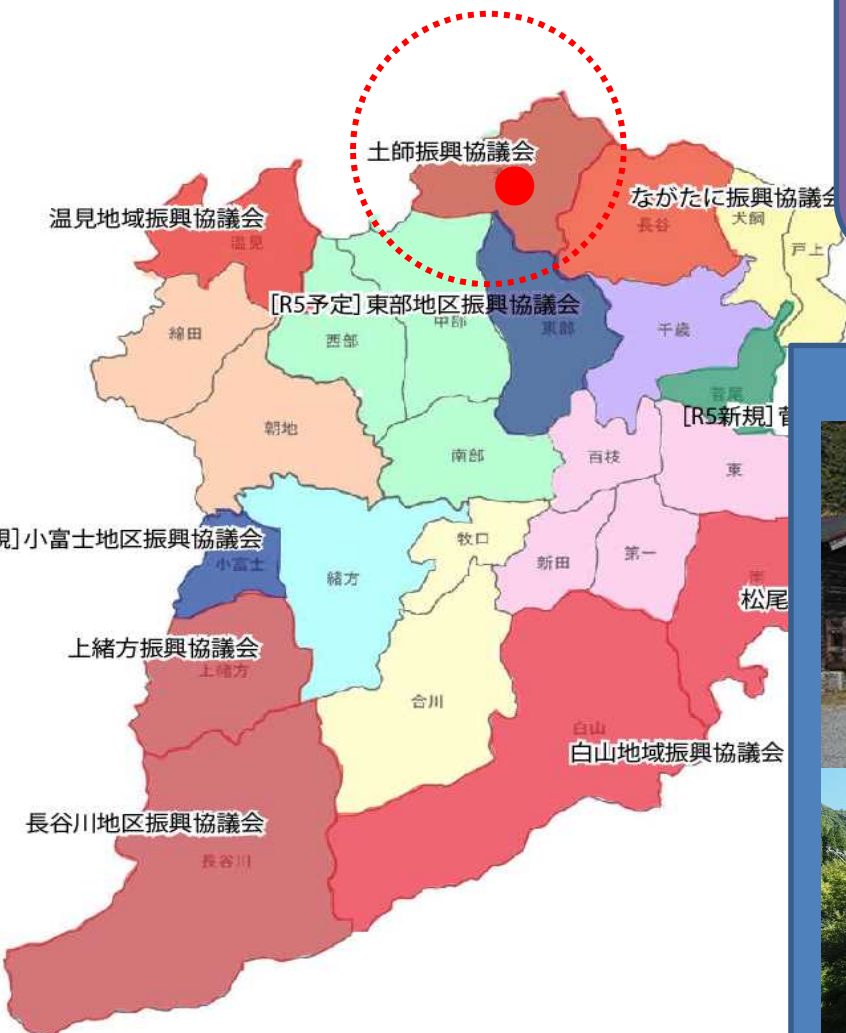 土師振興協議会
ながたに振興協議会
長谷
犬飼
戸上
温見地域振興協議会
温見
[R5予定]東部地区振興協議会
綿田
西部
中部
東部
千歳
菅尾
[R5新規]
朝地
南部
百枝
東
規]小富士地区振興協議会
小富士
緒方
牧口
新田
第一
南
松尾
上緒方振興協議会
上緒方
合川
白山
白山地域振興協議会
長谷川地区振興協議会
長谷川